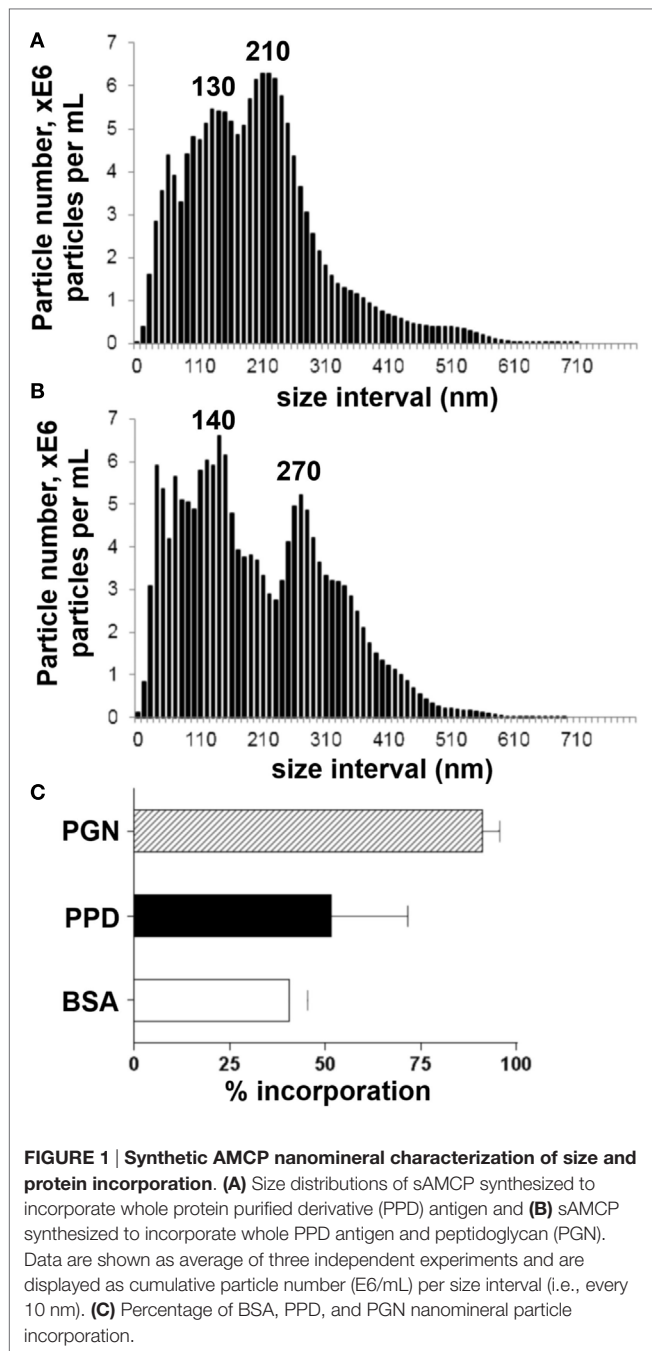 A
Particle number, xE6
particles per mL
7
6
5
4
3
2
1
0
130
210
0 110 210 310 410 510 610 710
size interval (nm)
B
Particle number, xE6
particles per mL
7
6
5
4
3
2
1
0
140
270
0 110 210 310 410 510 610 710
size interval (nm)
C
PGN
PPD
BSA
0 25 50 75 100
% incorporation
FIGURE 1 | Synthetic AMCP nanomineral characterization of size and
protein incorporation. (A) Size distributions of sAMCP synthesized to
incorporate whole protein purified derivative (PPD) antigen and (B) sAMCP
synthesized to incorporate whole PPD antigen and peptidoglycan (PGN).
Data are shown as average of three independent experiments and are
displayed as cumulative particle number (E6/mL) per size interval (i.e., every
10 nm). (C) Percentage of BSA, PPD, and PGN nanomineral particle
incorporation.